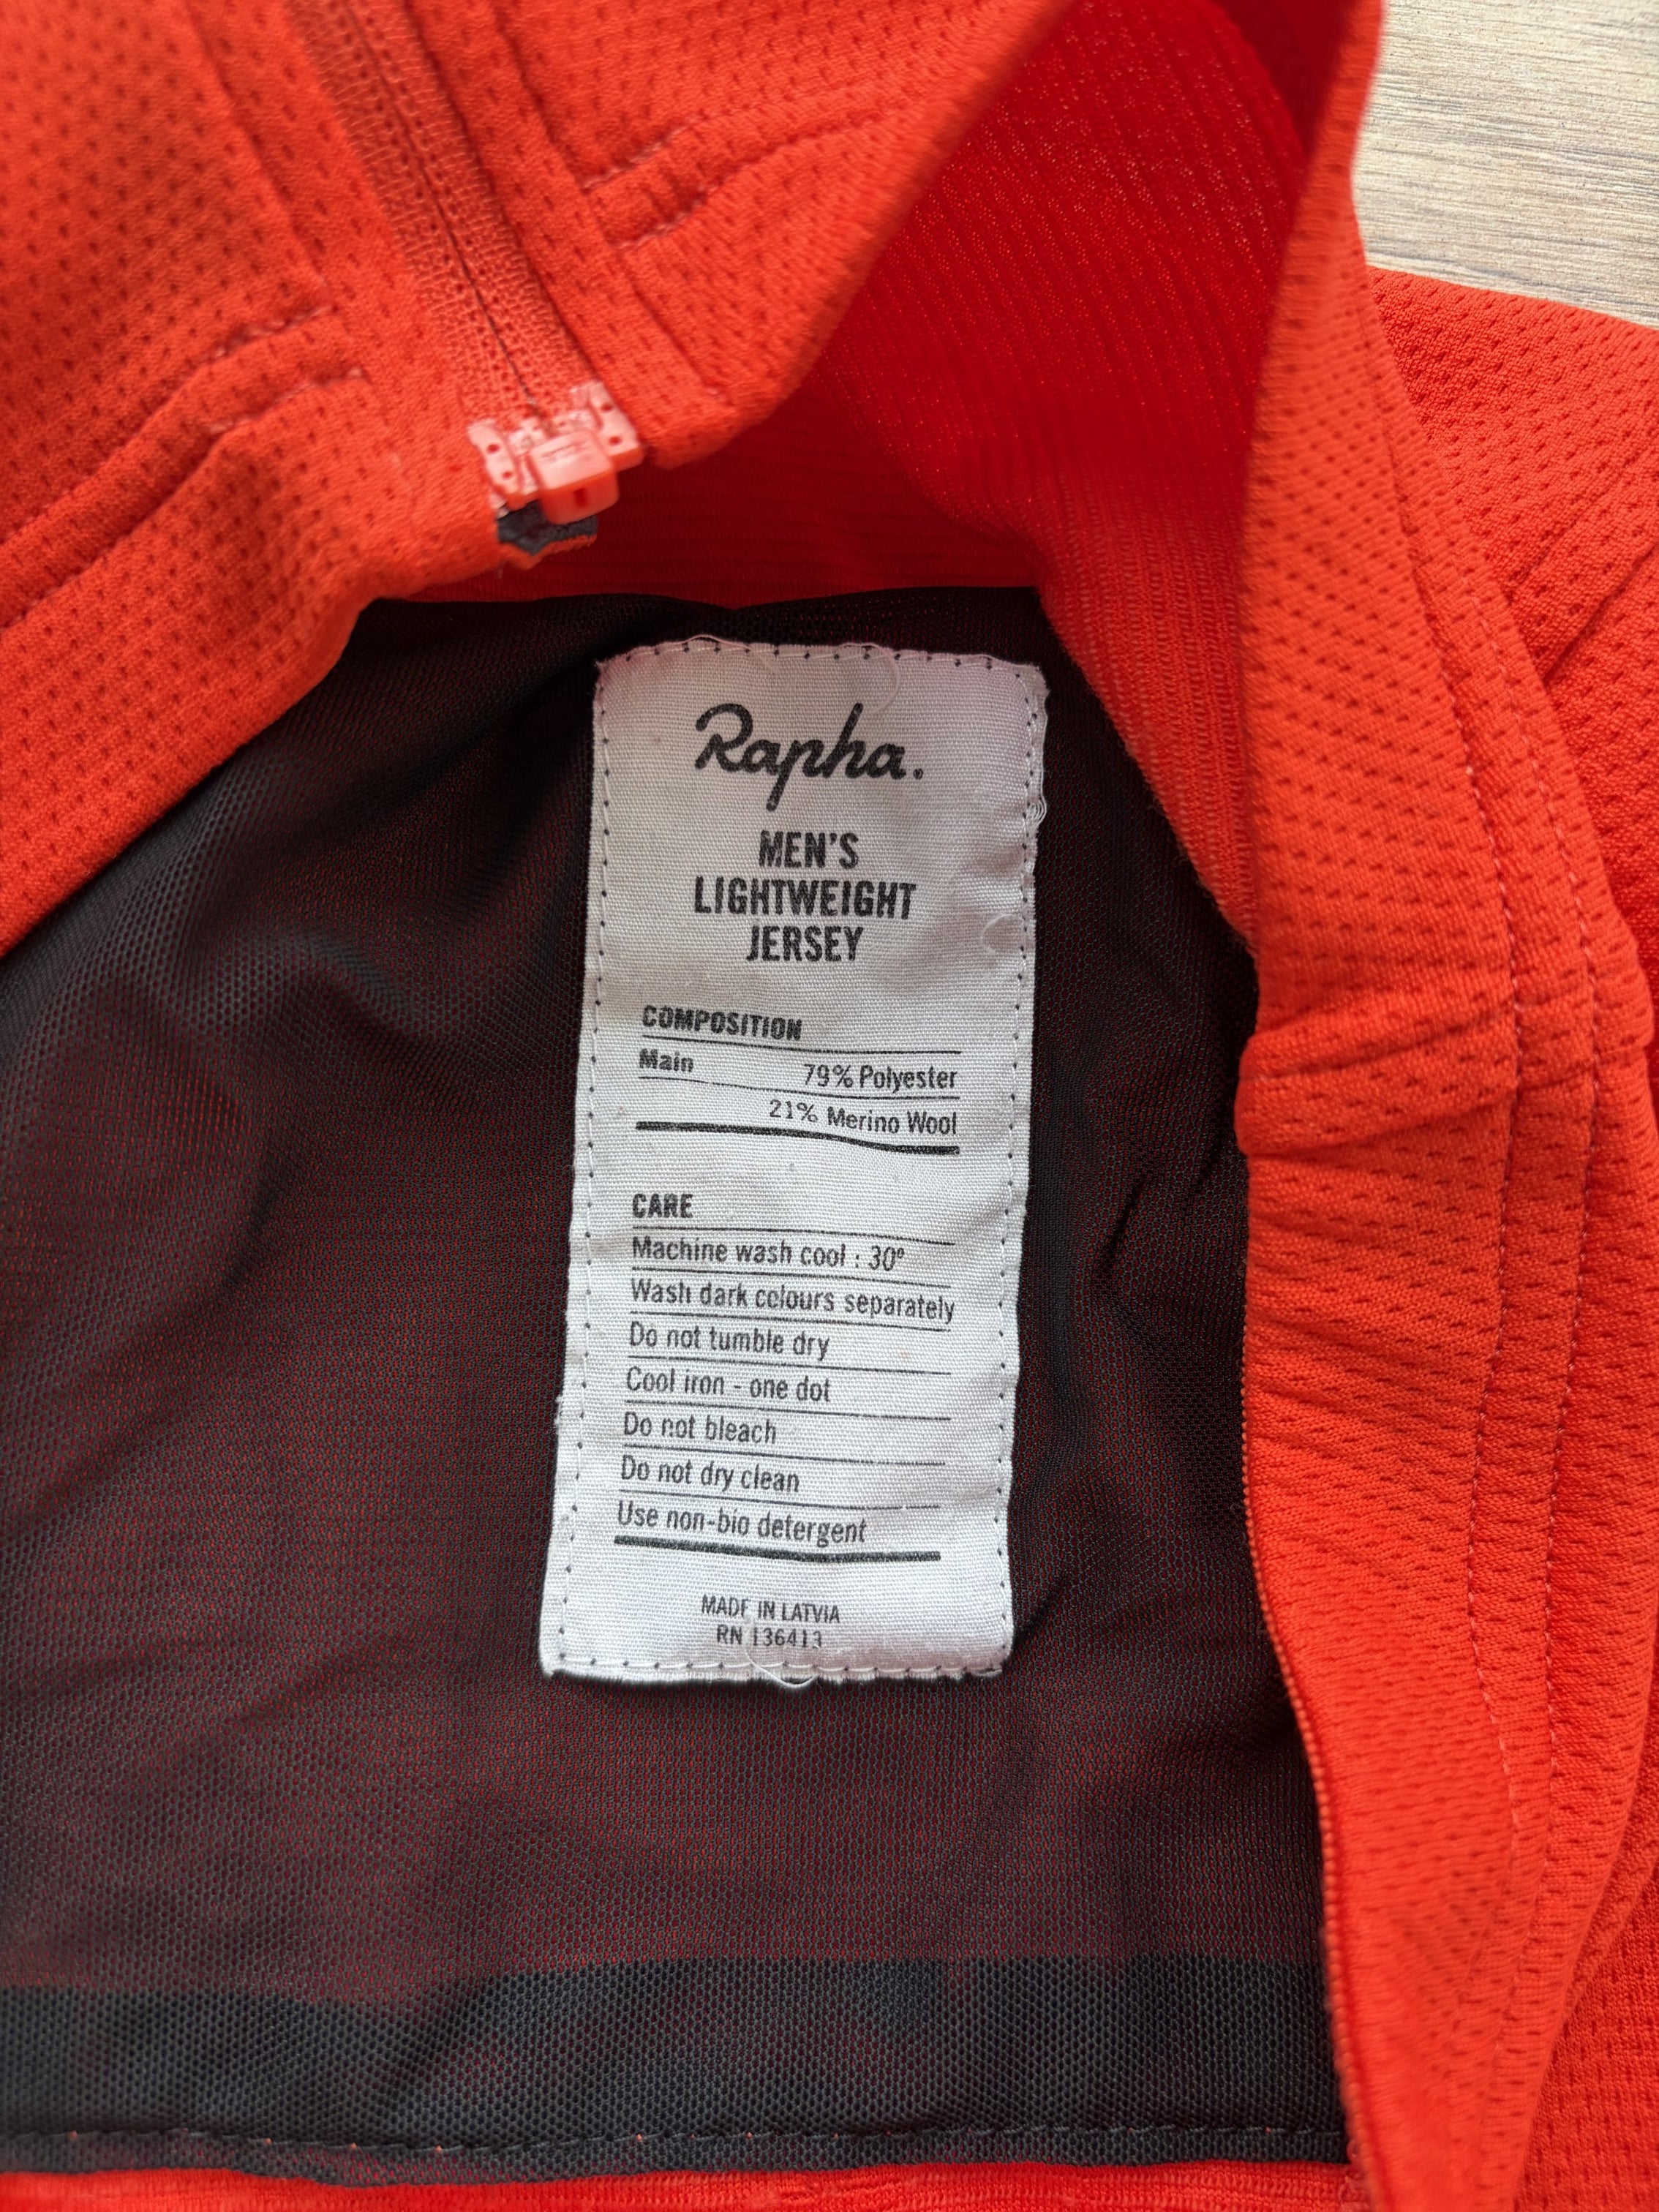 Rapha.
MEN'S
LIGHTWEIGHT
JERSEY
COMPOSITION
Main 79% Polyester
21% Merino Wool
CARE
Machine wash cool : 30°
Wash dark colours separately
Do not tumble dry
Cool iron - one dot
Do not bleach
Do not dry clean
Use non-bio detergent
MADE IN LATVIA
RN 136413